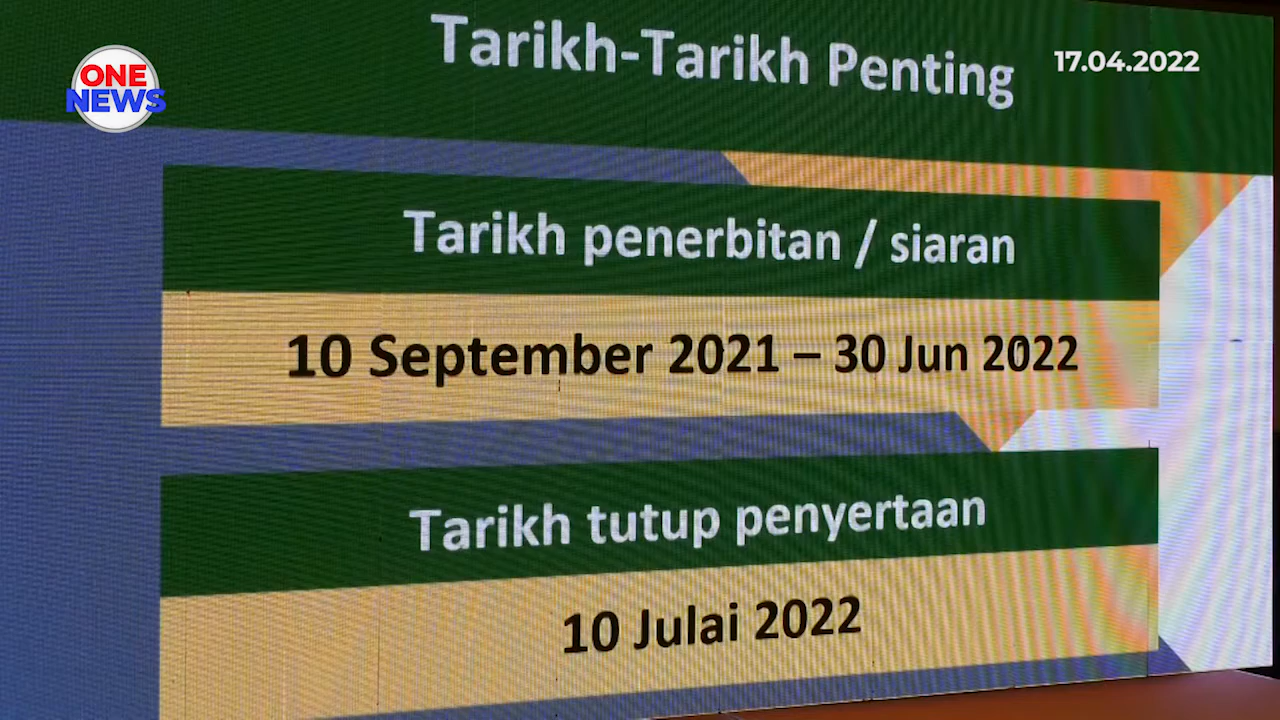 Tarikh-Tarikh Penting
17.04.2022
ONE
NEWS
Tarikh penerbitan / siaran
10 September 2021 – 30 Jun 2022
Tarikh tutup penyertaan
10 Julai 2022